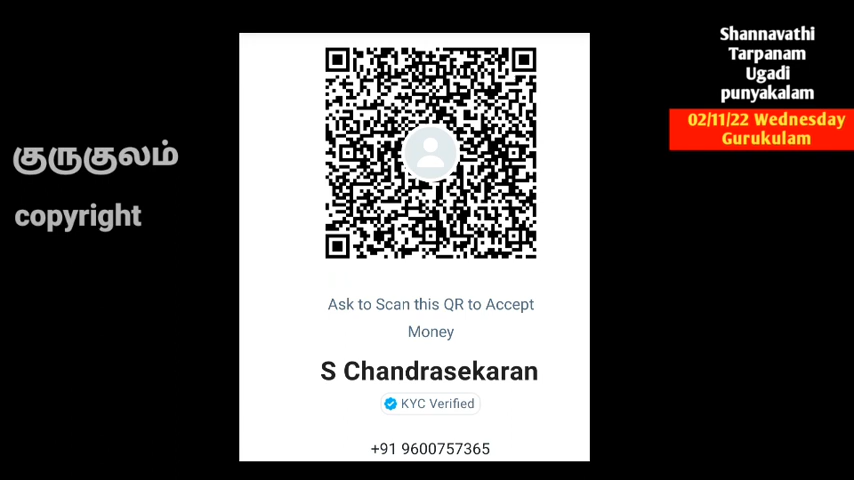 குருகுலம்
copyright
Ask to Scan this QR to Accept
Money
S Chandrasekaran
KYC Verified
+91 9600757365
Shannavathi
Tarpanam
Ugadi
punyakalam
02/11/22 Wednesday
Gurukulam